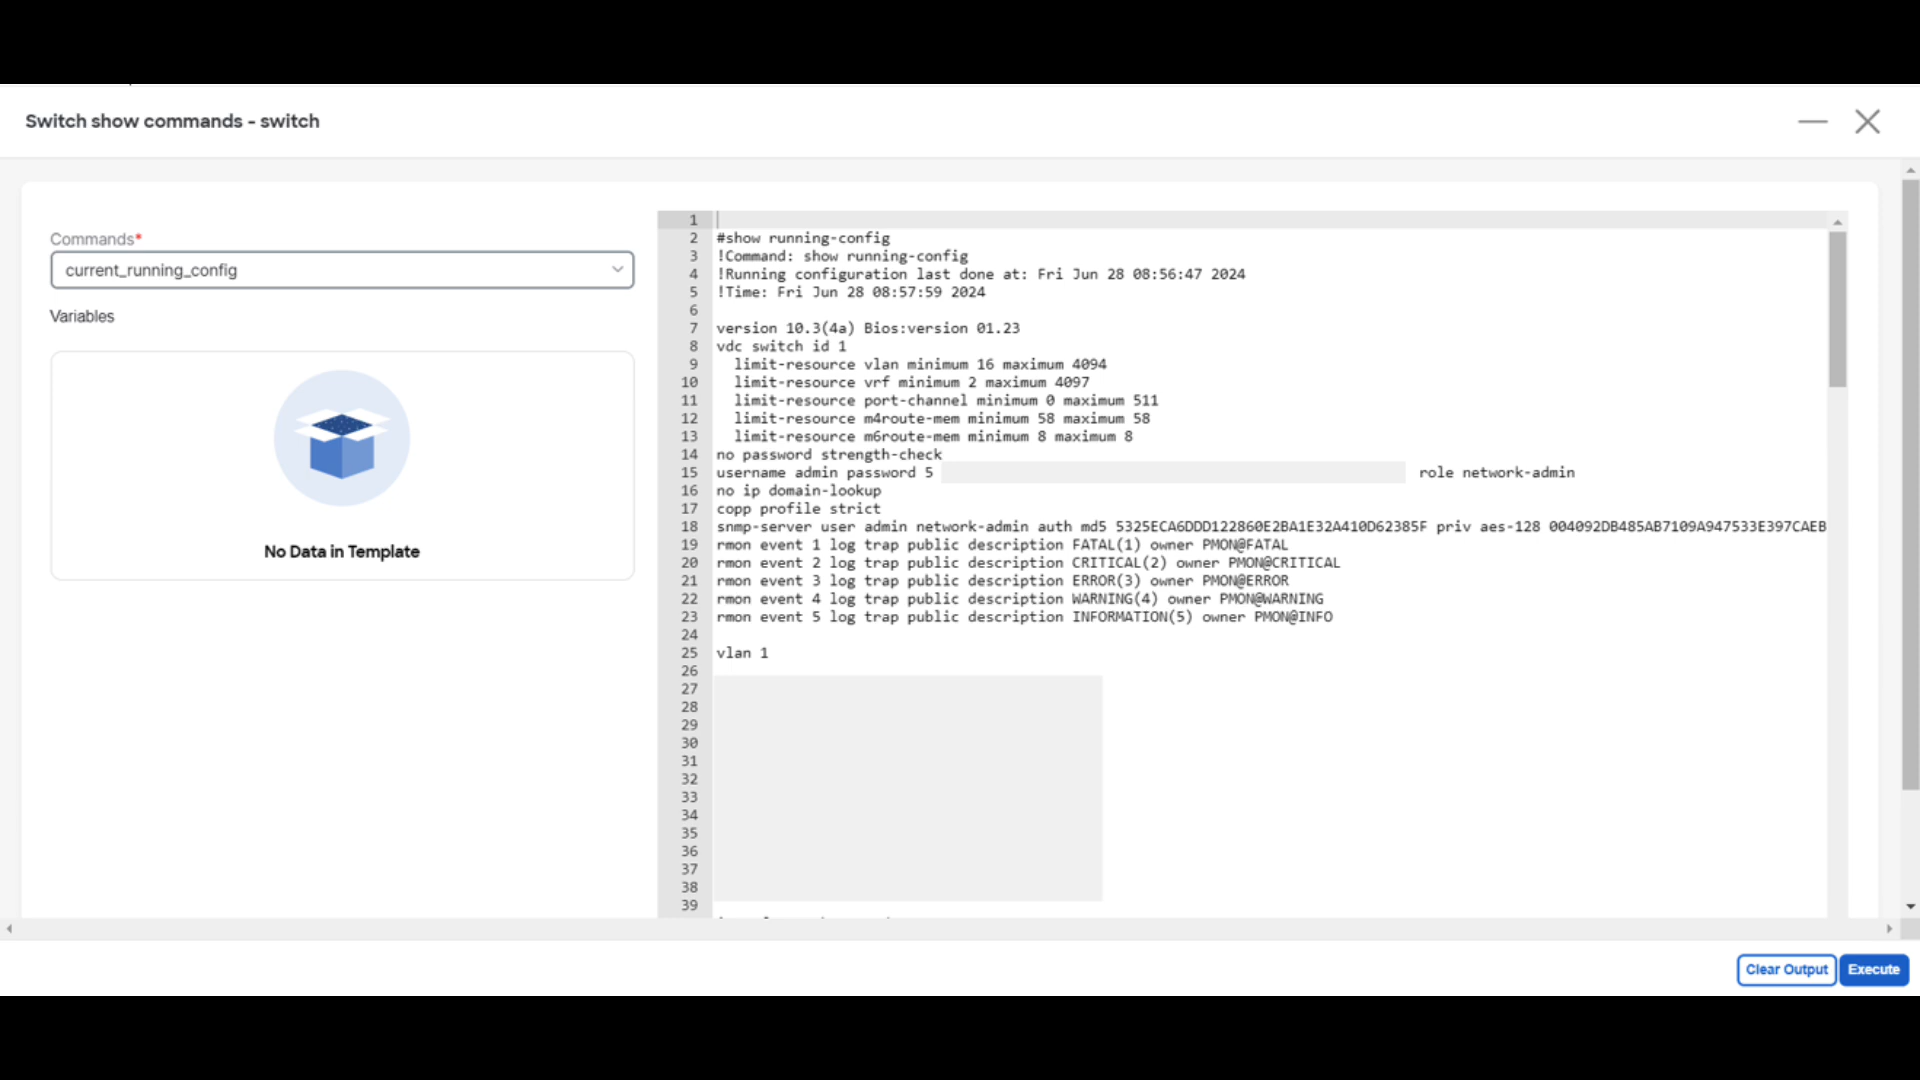 Switch show commands - switch
Commands*
current_running_config
Variables
No Data in Template
1
2 #show running-config
3 !Command: show running-config
4 !Running configuration last done at: Fri Jun 28 08:56:47 2024
5 !Time: Fri Jun 28 08:57:59 2024
6
7 version 10.3(4a) Bios:version 01.23
8 vdc switch id 1
9 limit-resource vlan minimum 16 maximum 4094
10 limit-resource vrf minimum 2 maximum 4097
11 limit-resource port-channel minimum 0 maximum 511
12 limit-resource m4route-mem minimum 58 maximum 58
13 limit-resource m6route-mem minimum 8 maximum 8
14 no password strength-check
15 username admin password 5 role network-admin
16 no ip domain-lookup
17 copp profile strict
18 snmp-server user admin network-admin auth md5 5325ECA6DDD122860E2BA1E32A410D62385F priv aes-128 004092DB485AB7109A947533E397CAEB
19 rmon event 1 log trap public description FATAL(1) owner PMON@FATAL
20 rmon event 2 log trap public description CRITICAL(2) owner PMON@CRITICAL
21 rmon event 3 log trap public description ERROR(3) owner PMON@ERROR
22 rmon event 4 log trap public description WARNING(4) owner PMON@WARNING
23 rmon event 5 log trap public description INFORMATION(5) owner PMON@INFO
24
25 vlan 1
26
27
28
29
30
31
32
33
34
35
36
37
38
39
Clear Output
Execute